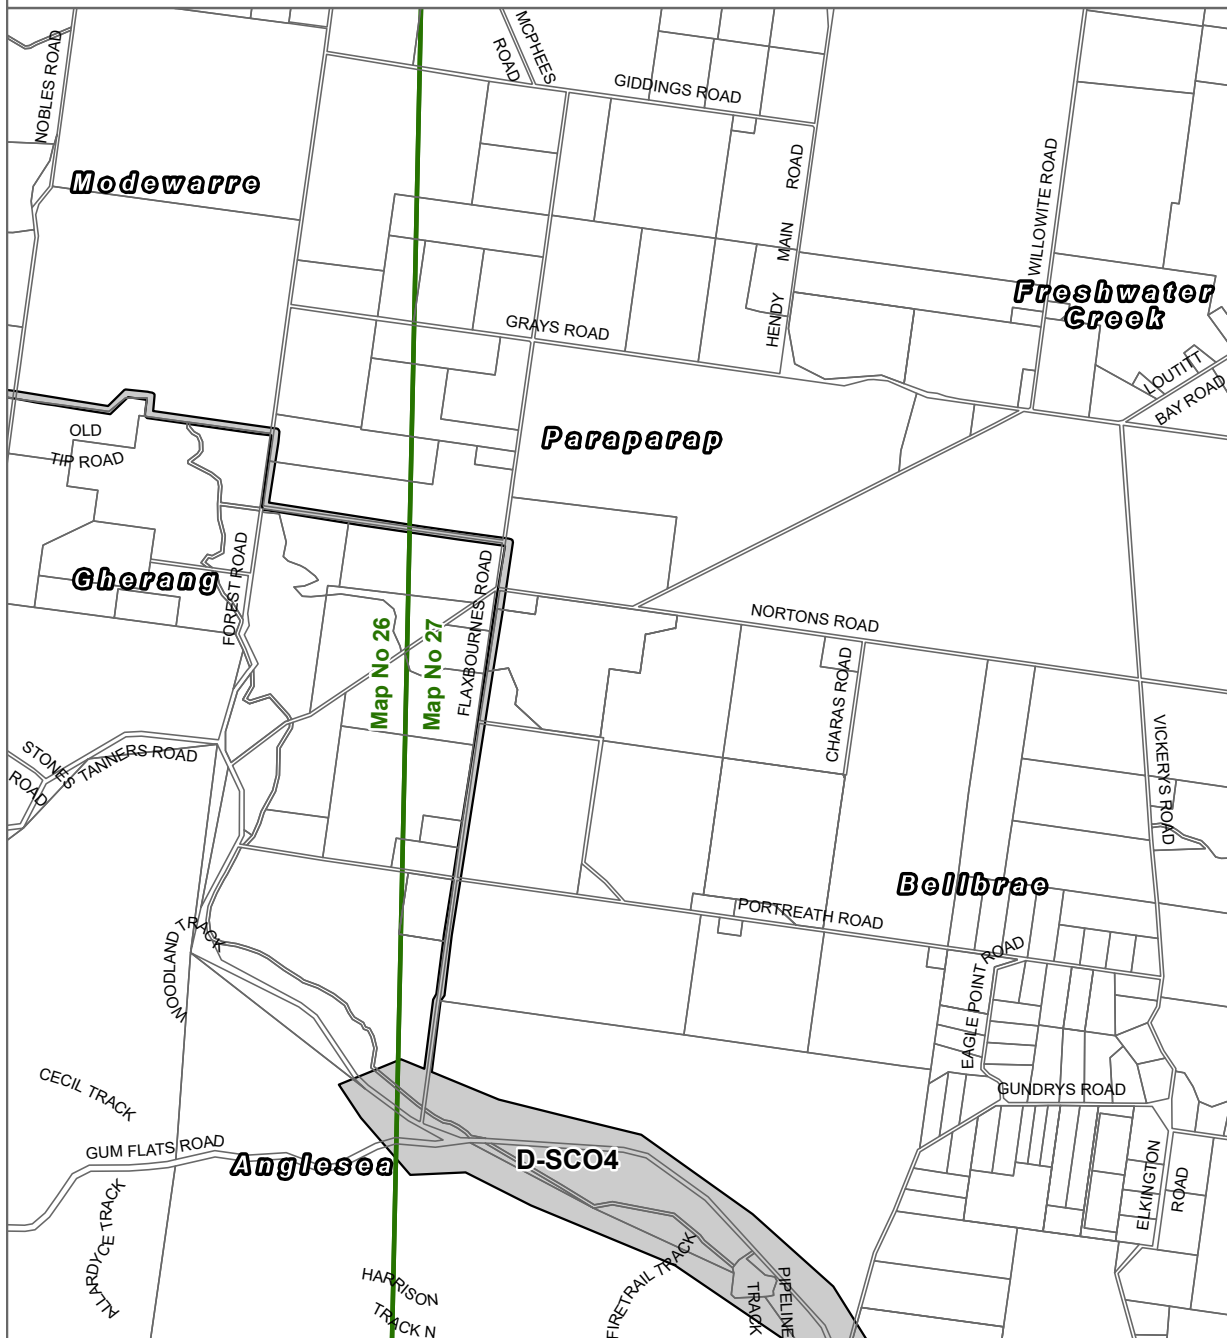 NOBLES ROAD
MCPHEES
ROAD
GIDDINGS ROAD
Modewarre
HENDY MAIN ROAD
WILLOWITE ROAD
Freshwater
Creek
GRAYS ROAD
LOUTITT
BAY ROAD
OLD
TIP ROAD
Paraparap
Gherang
FOREST ROAD
FLAXBOURNES ROAD
Map No 26
Map No 27
NORTONS ROAD
CHARAS ROAD
STONES
ROAD
TANNERS ROAD
VICKERYS ROAD
Bellbrae
PORTREATH ROAD
WOODLAND
TRACK
EAGLE POINT ROAD
CECIL TRACK
GUNDRYS ROAD
GUM FLATS ROAD
Anglesea
D-SCO4
ELKINGTON
ROAD
ALLARDYCE TRACK
HARRISON
TRACK N
FIRETRAIL TRACK
PIPELINE
TRACK